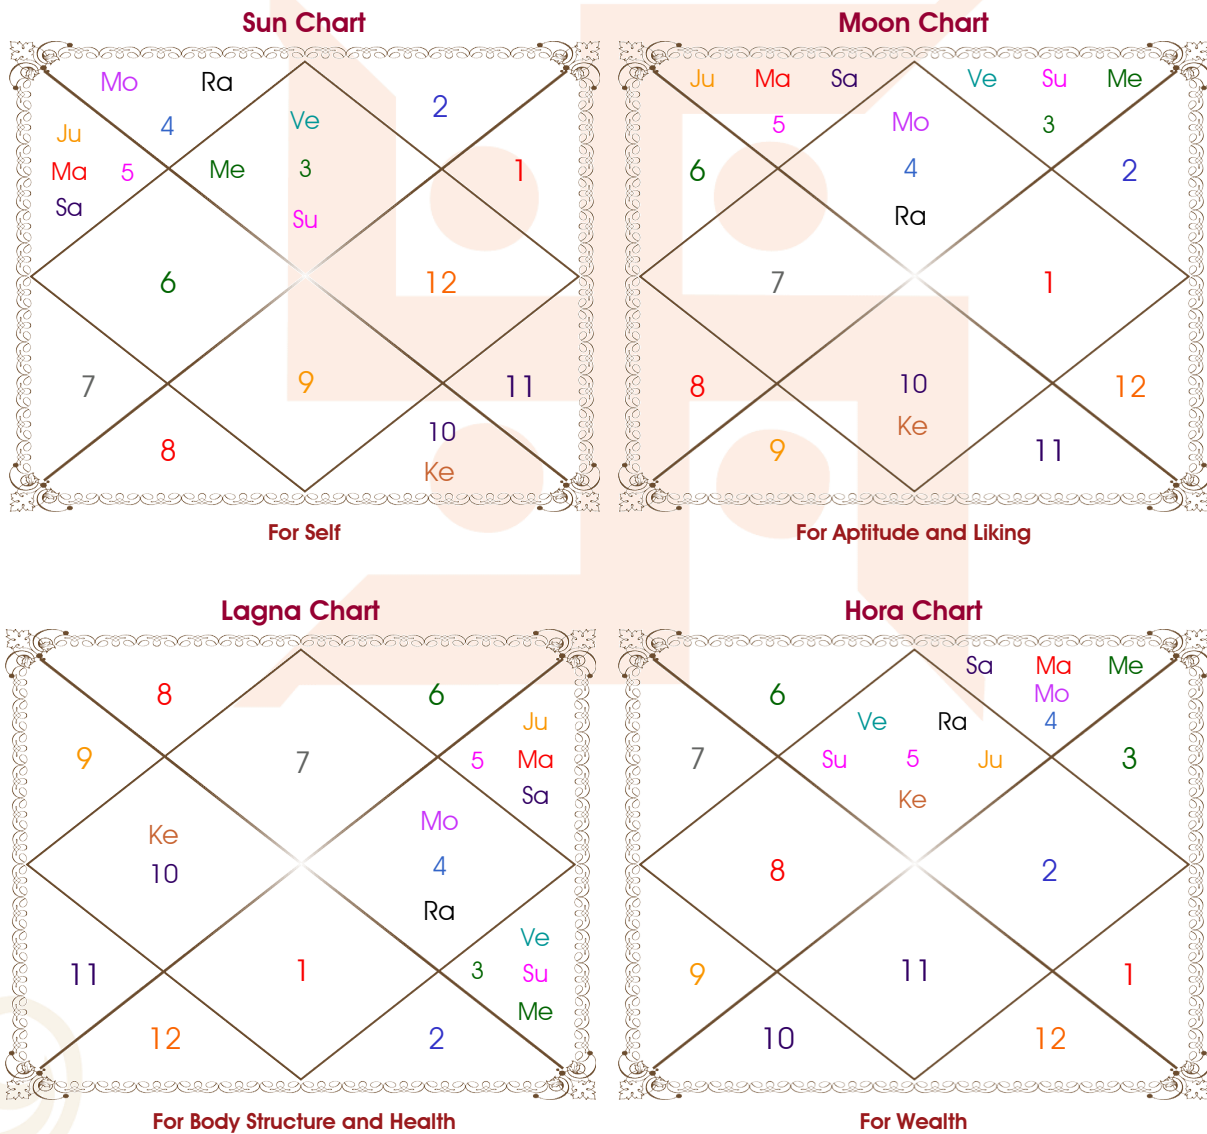 Sun Chart
Mo Ra
2
Ju 4 Ve
Ma 5 Me 3 1
Sa Su
6 12
7 9 11
8 10
Ke
For Self
Moon Chart
Ju Ma Sa Ve Su Me
5 Mo 3
6 4 2
Ra
7 1
8 10 12
Ke
9 11
For Aptitude and Liking
Lagna Chart
8 6
Ju
9 7 5 Ma
Sa
Mo
Ke
10 4
Ra
Ve
11 1 3 Su
Me
12 2
For Body Structure and Health
Hora Chart
Sa Ma Me
6 Mo
Ve Ra 4
7 Su 5 Ju 3
Ke
8 2
9 11 1
10 12
For Wealth